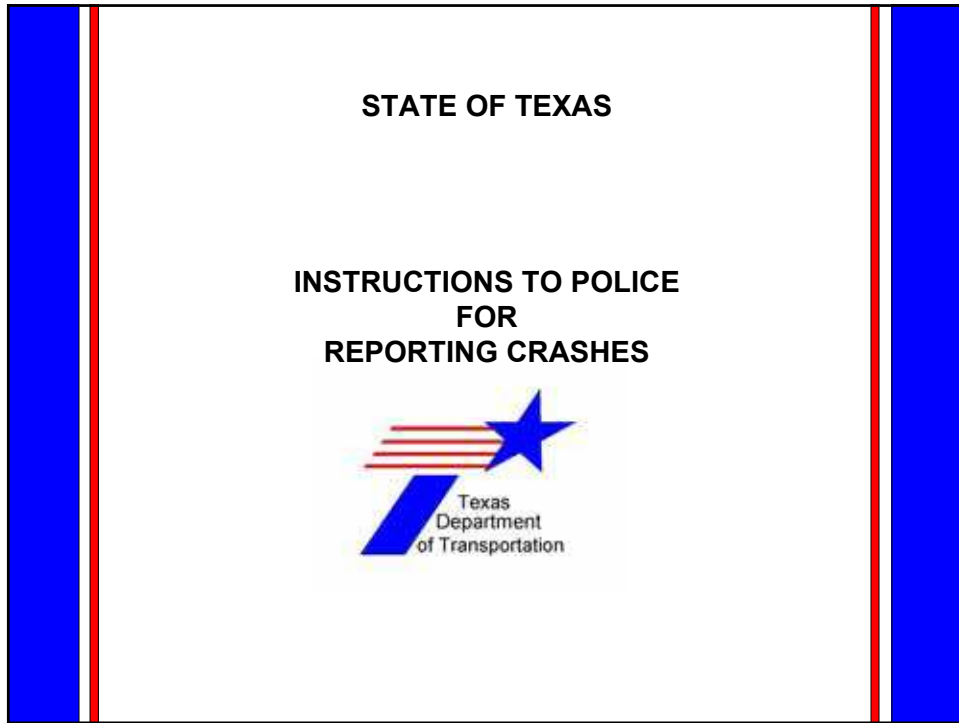 STATE OF TEXAS
INSTRUCTIONS TO POLICE
FOR
REPORTING CRASHES
Texas
Department
of Transportation